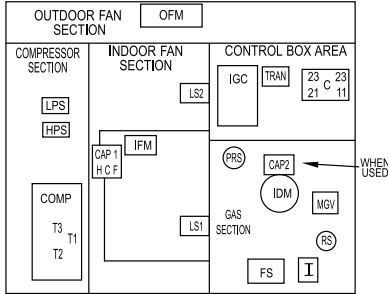 OUTDOOR FAN
SECTION
OFM
COMPRESSOR
SECTION
INDOOR FAN
SECTION
CONTROL BOX AREA
LPS
HPS
LS2
IGC
TRAN
23 C 23
21 11
CAP 1
H C F
IFM
PRS
CAP2
WHEN
USED
IDM
COMP
T3
T1
T2
LS1
GAS
SECTION
MGV
RS
FS
I